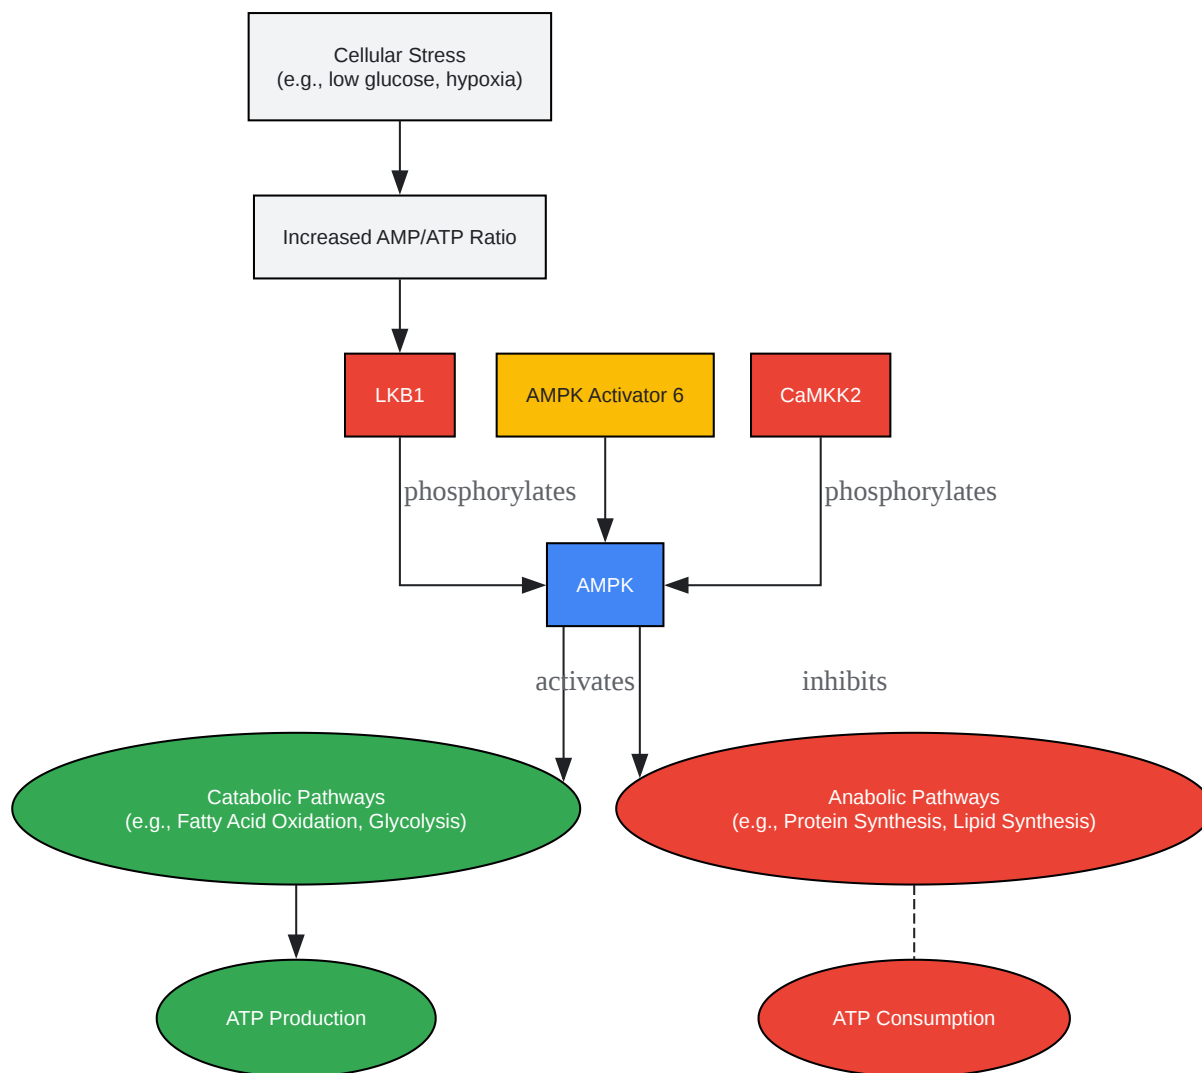 Cellular Stress
(e.g., low glucose, hypoxia)
Increased AMP/ATP Ratio
LKB1
AMPK Activator 6
CaMKK2
phosphorylates
phosphorylates
AMPK
activates
inhibits
Catabolic Pathways
(e.g., Fatty Acid Oxidation, Glycolysis)
Anabolic Pathways
(e.g., Protein Synthesis, Lipid Synthesis)
ATP Production
ATP Consumption